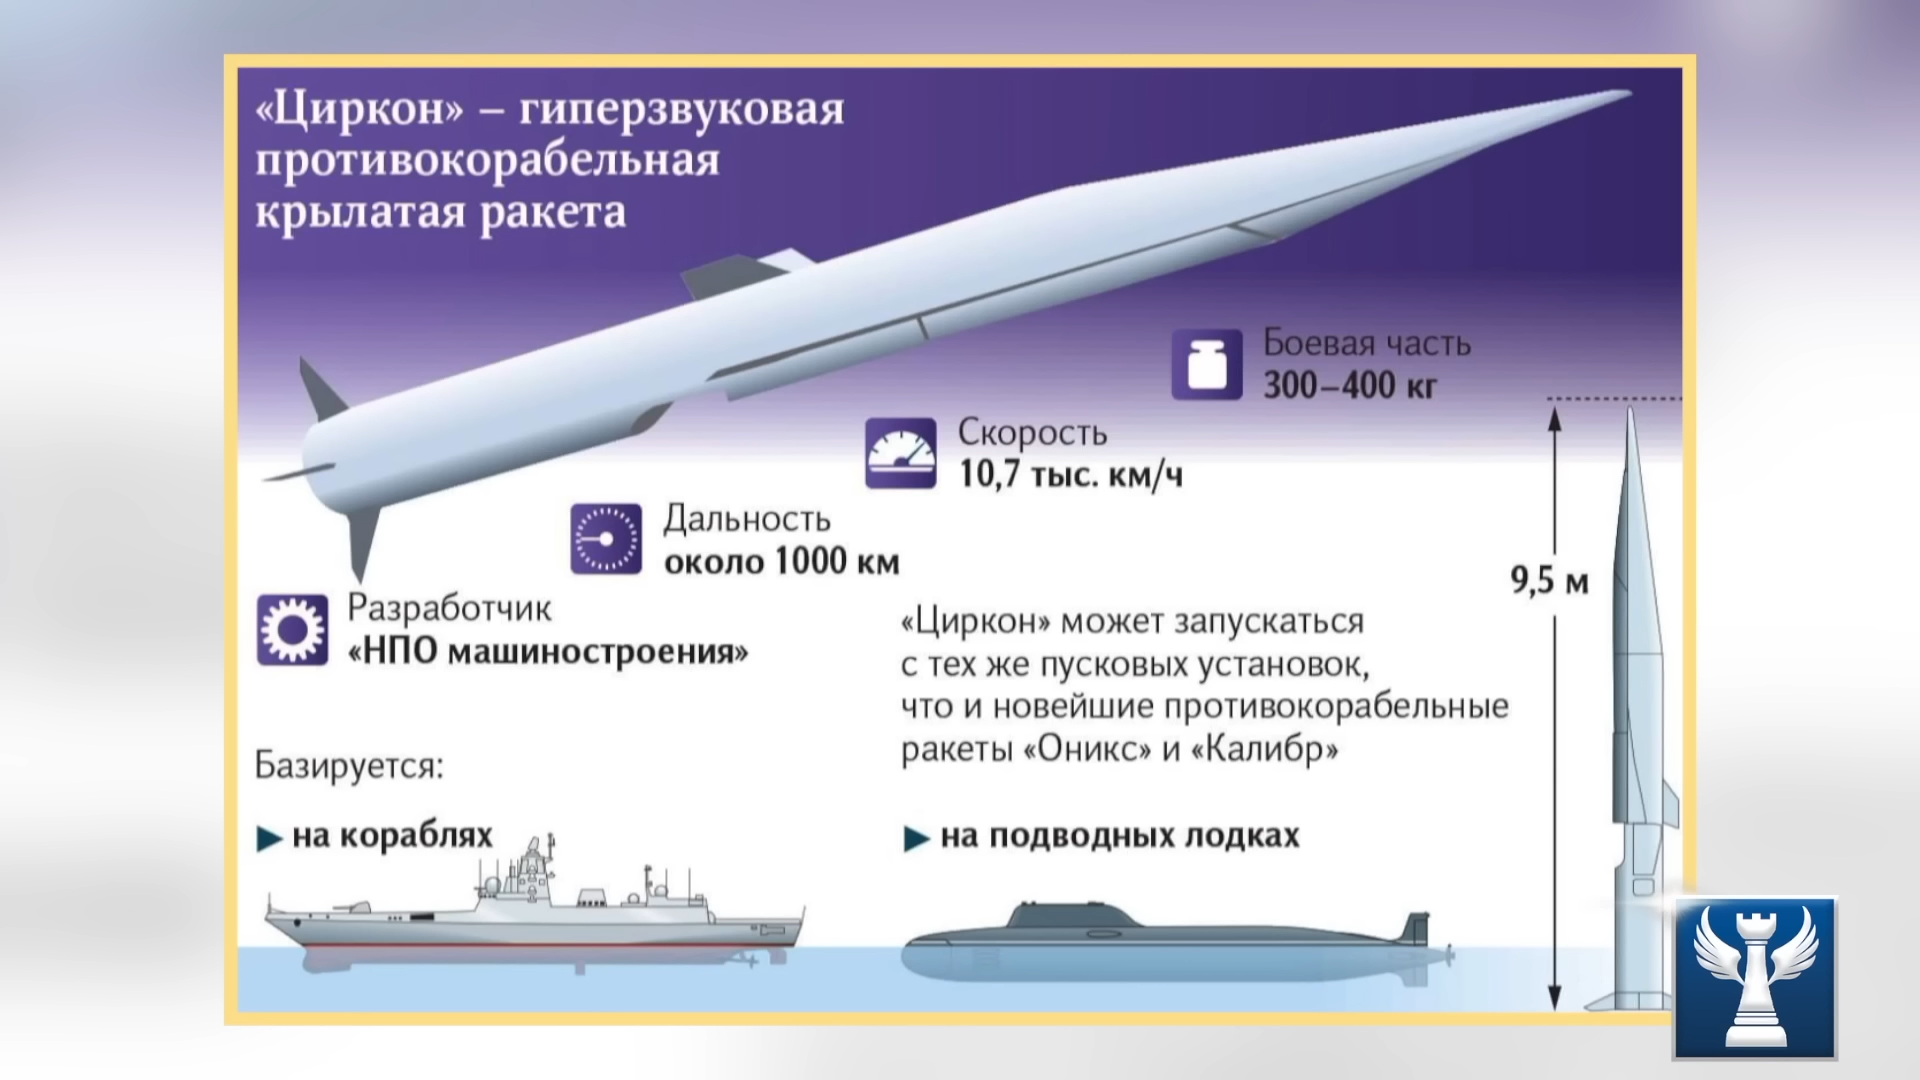 «Циркон» – гиперзвуковая
противокорабельная
крылатая ракета
Боевая часть
300–400 кг
Скорость
10,7 тыс. км/ч
Дальность
около 1000 км
Разработчик
«НПО машиностроения»
9,5 м
«Циркон» может запускаться
с тех же пусковых установок,
что и новейшие противокорабельные
ракеты «Оникс» и «Калибр»
Базируется:
на кораблях
на подводных лодках